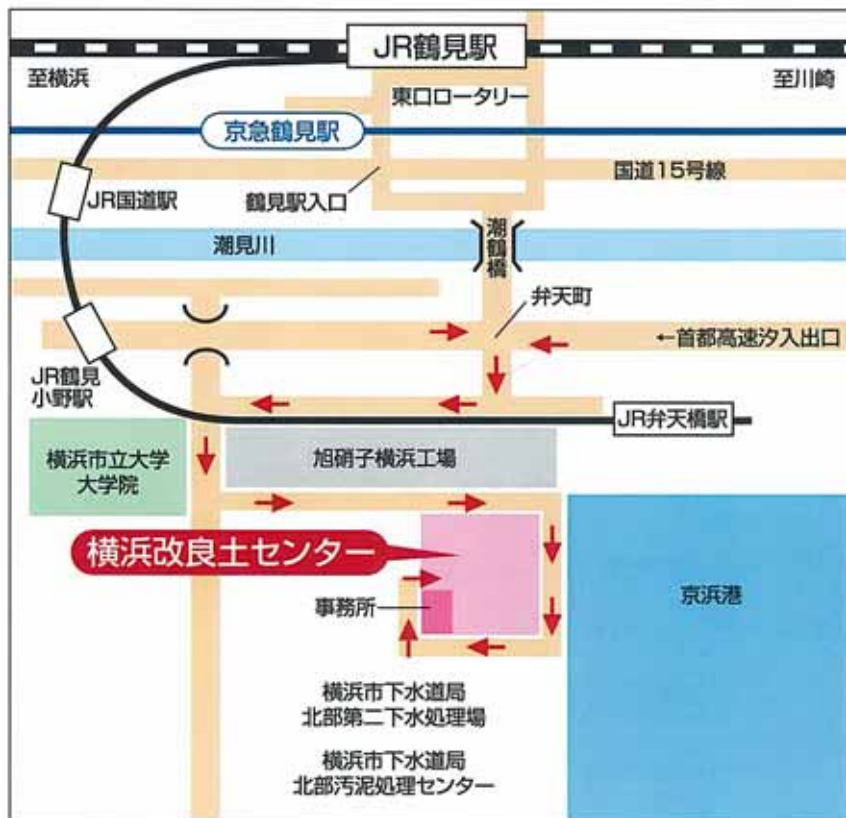 JR鶴見駅
至横浜
至川崎
東口ロータリー
京急鶴見駅
国道15号線
JR国道駅
鶴見駅入口
潮見川
潮鶴橋
弁天町
←首都高速汐入出口
JR鶴見
小野駅
JR弁天橋駅
横浜市立大学
大学院
旭硝子横浜工場
横浜改良土センター
京浜港
事務所
横浜市下水道局
北部第二下水処理場
横浜市下水道局
北部汚泥処理センター